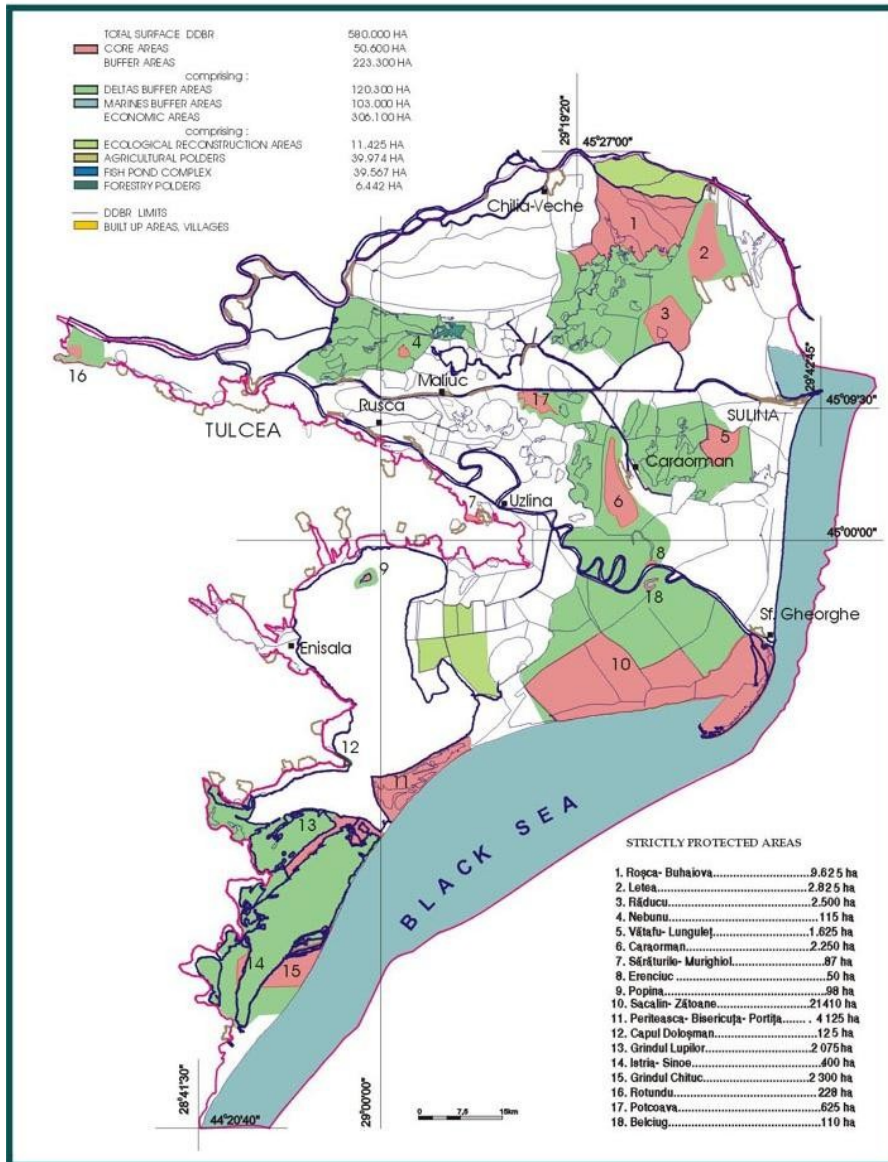 TOTAL SURFACE DDBR 580.000 HA
CORE AREAS 50.600 HA
BUFFER AREAS 223.300 HA
comprising :
DELTAS BUFFER AREAS 120.300 HA
MARINES BUFFER AREAS 103.000 HA
ECONOMIC AREAS 306.100 HA
comprising :
ECOLOGICAL RECONSTRUCTION AREAS 11.425 HA
AGRICULTURAL POLDERS 39.974 HA
FISH POND COMPLEX 39.567 HA
FORESTRY POLDERS 6.442 HA
DDBR LIMITS
BUILT UP AREAS, VILLAGES
29°19'20"
45°27'00"
Chilia-Veche
1
2
3
4
16
Maliuc
29°42'45"
45°09'30"
17
Rusca
SULINA
TULCEA
5
Caraorman
7
Uzlina
6
45°00'00"
8
9
18
Sf. Gheorghe
Enisala
10
12
11
13
BLACK SEA
14
15
28°41'30"
44°20'40"
29°00'00"
0 7,5 15km
STRICTLY PROTECTED AREAS
1. Roşca- Buhaiova..............................9.625 ha
2. Letea..................................................2.825 ha
3. Răducu..............................................2.500 ha
4. Nebunu................................................115 ha
5. Vătafu- Lunguleţ...............................1.625 ha
6. Caraorman.........................................2.250 ha
7. Sărăturile- Murighiol............................87 ha
8. Erenciuc................................................50 ha
9. Popina...................................................98 ha
10. Sacalin- Zătoane.............................21410 ha
11. Periteasca- Bisericuţa- Portiţa....... . 4 125 ha
12. Capul Doloşman................................125 ha
13. Grindul Lupilor................................2 075 ha
14. Istria- Sinoe.......................................400 ha
15. Grindul Chituc.................................2 300 ha
16. Rotundu.............................................228 ha
17. Potcoava............................................625 ha
18. Belciug...............................................110 ha